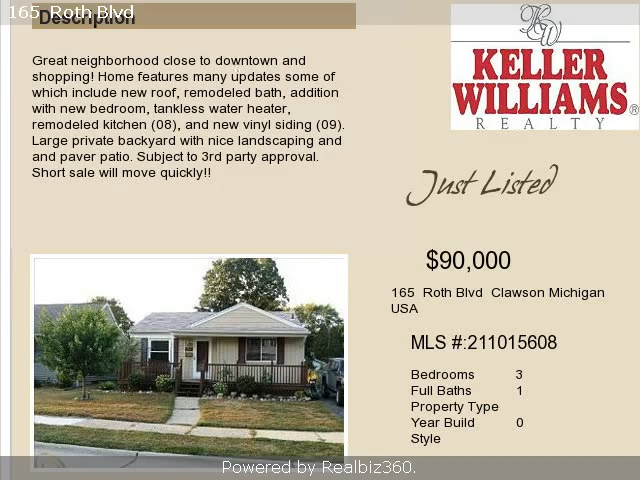 165  Roth Blvd
Description
Great neighborhood close to downtown and
shopping! Home features many updates some of
which include new roof, remodeled bath, addition
with new bedroom, tankless water heater,
remodeled kitchen (08), and new vinyl siding (09).
Large private backyard with nice landscaping and
and paver patio. Subject to 3rd party approval.
Short sale will move quickly!!
KW
KELLER
WILLIAMS®
REALTY
Just Listed
$90,000
165  Roth Blvd  Clawson Michigan
USA
MLS #:211015608
Bedrooms 3
Full Baths 1
Property Type
Year Build 0
Style
Powered by Realbiz360.